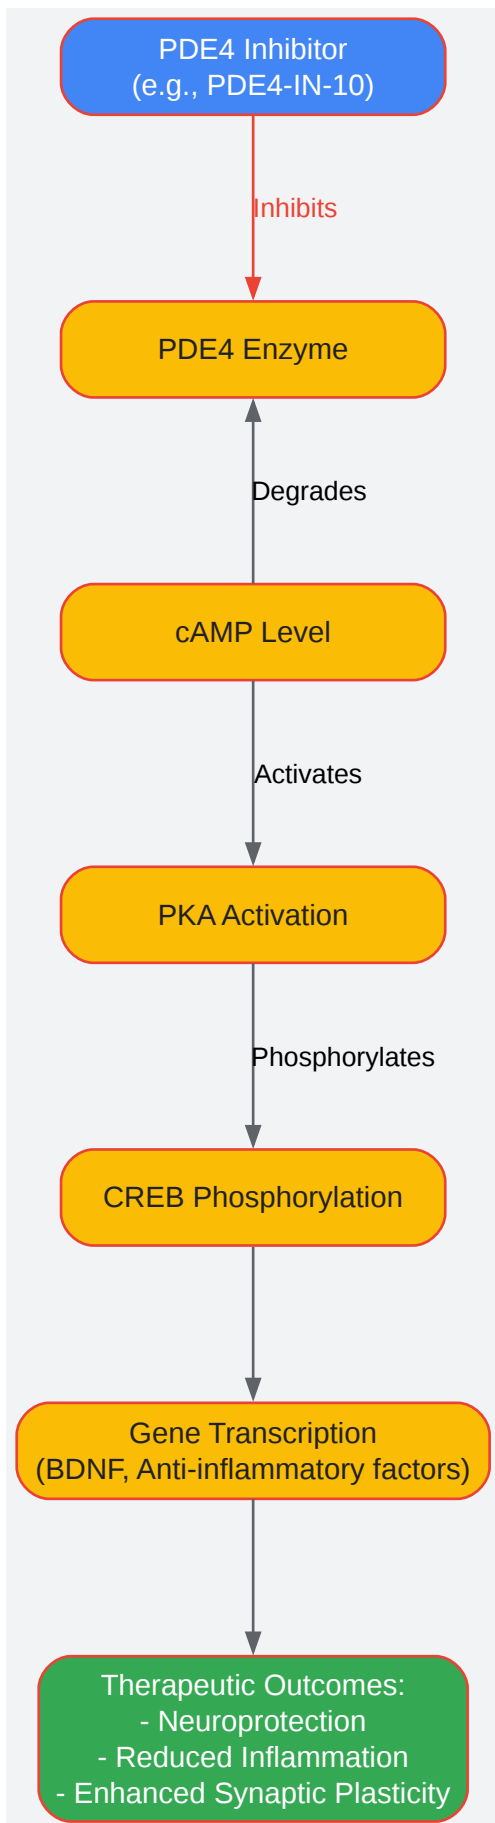 PDE4 Inhibitor
(e.g., PDE4-IN-10)
Inhibits
PDE4 Enzyme
Degrades
cAMP Level
Activates
PKA Activation
Phosphorylates
CREB Phosphorylation
Gene Transcription
(BDNF, Anti-inflammatory factors)
Therapeutic Outcomes:
- Neuroprotection
- Reduced Inflammation
- Enhanced Synaptic Plasticity